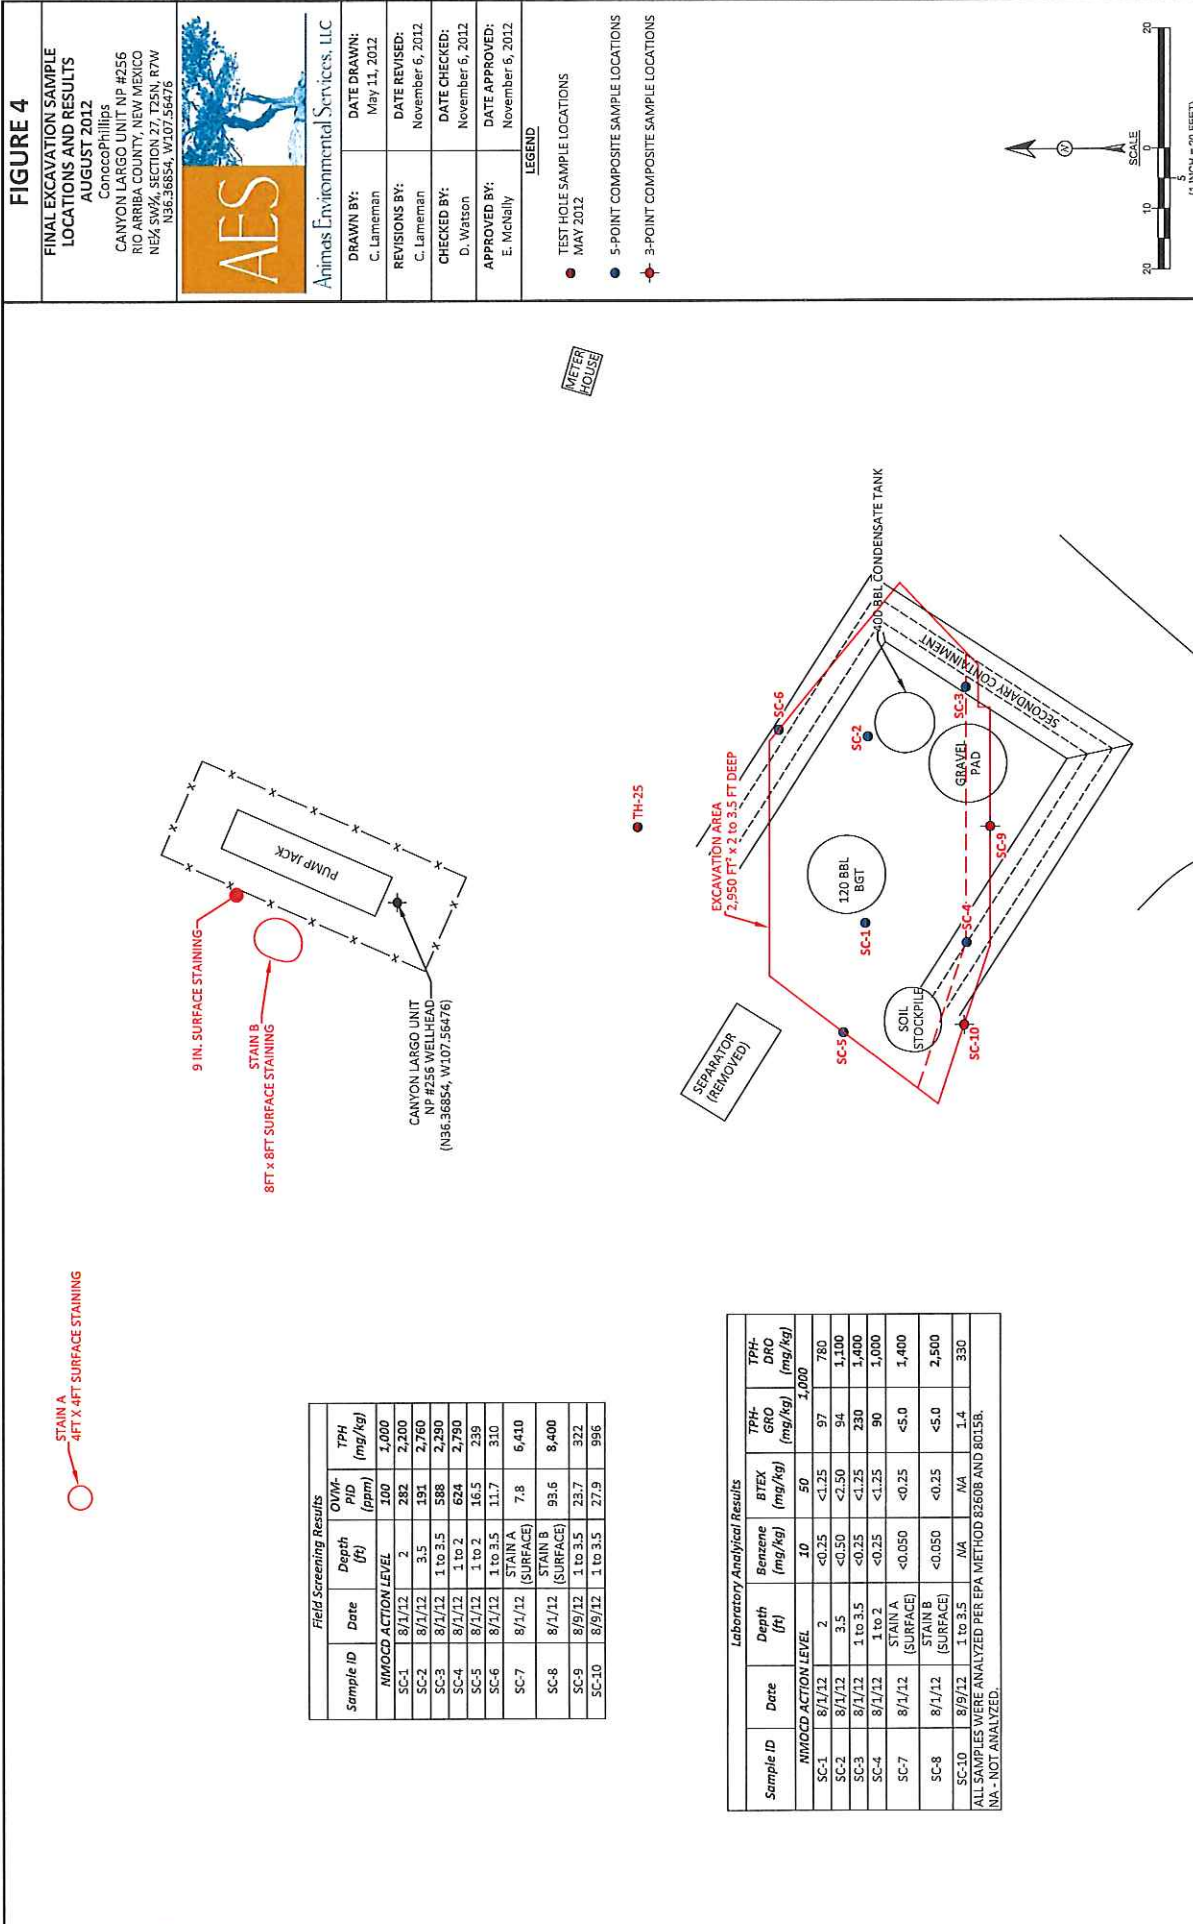 FIGURE 4
FINAL EXCAVATION SAMPLE
LOCATIONS AND RESULTS
AUGUST 2012
ConocoPhillips
CANYON LARGO UNIT NP #256
RIO ARRIBA COUNTY, NEW MEXICO
NE¼ SW¼, SECTION 27, T25N, R7W
N36.36854, W107.56476
AES
Animas Environmental Services, LLC
DRAWN BY: DATE DRAWN:
C. Lameman May 11, 2012
REVISIONS BY: DATE REVISED:
C. Lameman November 6, 2012
CHECKED BY: DATE CHECKED:
D. Watson November 6, 2012
APPROVED BY: DATE APPROVED:
E. McNally November 6, 2012
LEGEND
TEST HOLE SAMPLE LOCATIONS
MAY 2012
5-POINT COMPOSITE SAMPLE LOCATIONS
3-POINT COMPOSITE SAMPLE LOCATIONS
N
SCALE
20 10 0 20
5
(1 INCH = 20 FEET)
STAIN A
4FT X 4FT SURFACE STAINING
9 IN. SURFACE STAINING
STAIN B
8FT x 8FT SURFACE STAINING
PUMP JACK
CANYON LARGO UNIT
NP #256 WELLHEAD
(N36.36854, W107.56476)
METER
HOUSE
TH-25
EXCAVATION AREA
2,950 FT² x 2 to 3.5 FT DEEP
SC-6
SC-2
400 BBL CONDENSATE TANK
SECONDARY CONTAINMENT
SC-3
GRAVEL
PAD
120 BBL
BGT
SC-1
SC-9
SC-4
SC-5
SOIL
STOCKPILE
SC-10
SEPARATOR
(REMOVED)
Field Screening Results
Sample ID Date Depth (ft) OVM-PID (ppm) TPH (mg/kg)
NMOCD ACTION LEVEL 100 1,000
SC-1 8/1/12 2 282 2,200
SC-2 8/1/12 3.5 191 2,760
SC-3 8/1/12 1 to 3.5 588 2,290
SC-4 8/1/12 1 to 2 624 2,790
SC-5 8/1/12 1 to 2 16.5 239
SC-6 8/1/12 1 to 3.5 11.7 310
SC-7 8/1/12 STAIN A (SURFACE) 7.8 6,410
SC-8 8/1/12 STAIN B (SURFACE) 93.6 8,400
SC-9 8/9/12 1 to 3.5 23.7 322
SC-10 8/9/12 1 to 3.5 27.9 996
Laboratory Analyical Results
Sample ID Date Depth (ft) Benzene (mg/kg) BTEX (mg/kg) TPH-GRO (mg/kg) TPH-DRO (mg/kg)
NMOCD ACTION LEVEL 10 50 1,000
SC-1 8/1/12 2 <0.25 <1.25 97 780
SC-2 8/1/12 3.5 <0.50 <2.50 94 1,100
SC-3 8/1/12 1 to 3.5 <0.25 <1.25 230 1,400
SC-4 8/1/12 1 to 2 <0.25 <1.25 90 1,000
SC-7 8/1/12 STAIN A (SURFACE) <0.050 <0.25 <5.0 1,400
SC-8 8/1/12 STAIN B (SURFACE) <0.050 <0.25 <5.0 2,500
SC-10 8/9/12 1 to 3.5 NA NA 1.4 330
ALL SAMPLES WERE ANALYZED PER EPA METHOD 8260B AND 8015B.
NA - NOT ANALYZED.